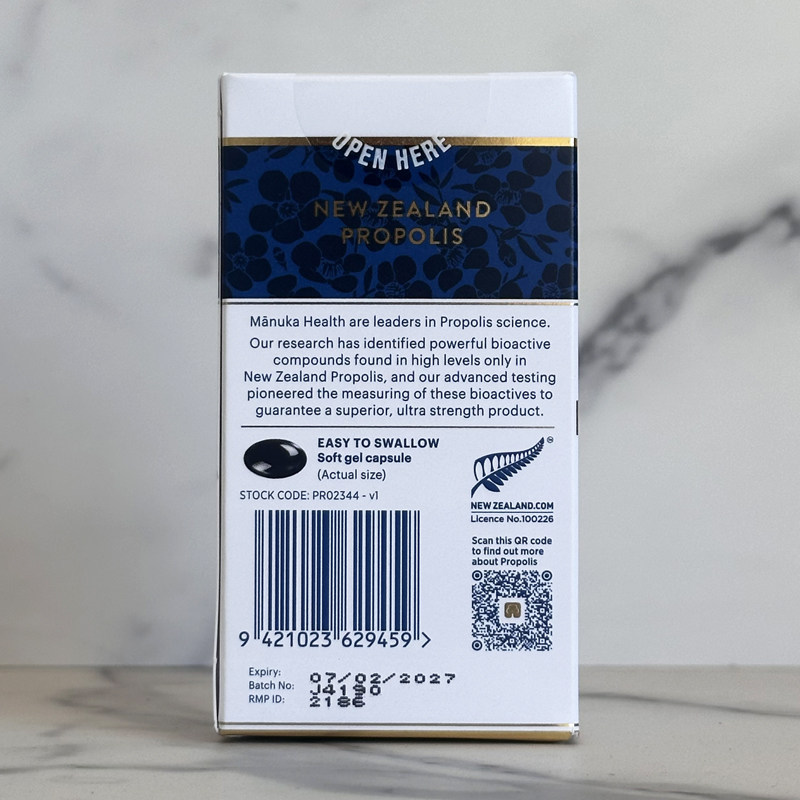 OPEN HERE
NEW ZEALAND
PROPOLIS
Mānuka Health are leaders in Propolis science.
Our research has identified powerful bioactive
compounds found in high levels only in
New Zealand Propolis, and our advanced testing
pioneered the measuring of these bioactives to
guarantee a superior, ultra strength product.
EASY TO SWALLOW
Soft gel capsule
(Actual size)
STOCK CODE: PR02344 - v1
9 421023 629459 >
NEW ZEALAND.COM
Licence No.100226
Scan this QR code
to find out more
about Propolis
Expiry: 07/02/2027
Batch No: J4190
RMP ID: